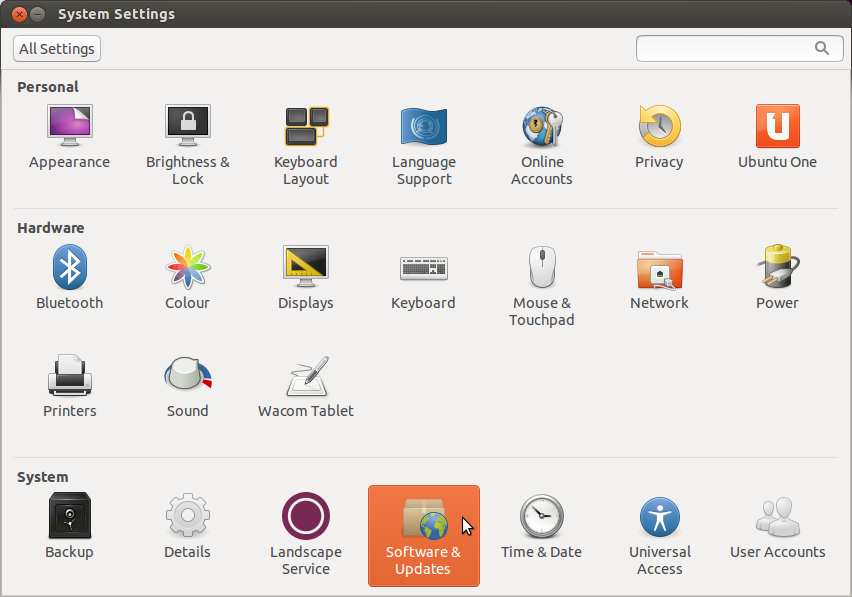 System Settings
All Settings
Personal
Appearance
Brightness &
Lock
Keyboard
Layout
Language
Support
Online
Accounts
Privacy
Ubuntu One
Hardware
Bluetooth
Colour
Displays
Keyboard
Mouse &
Touchpad
Network
Power
Printers
Sound
Wacom Tablet
System
Backup
Details
Landscape
Service
Software &
Updates
Time & Date
Universal
Access
User Accounts